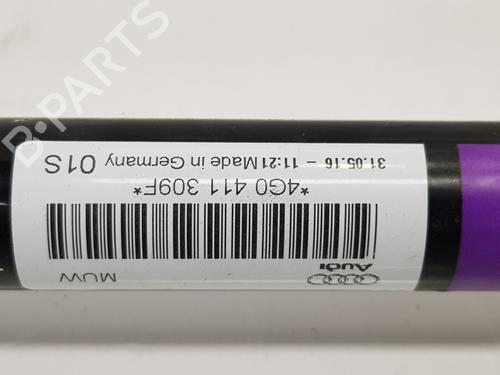 31.05.16 - 11:21 Made in Germany 01S
*4G0 411 309F*
Audi
MUW
B-PARTS